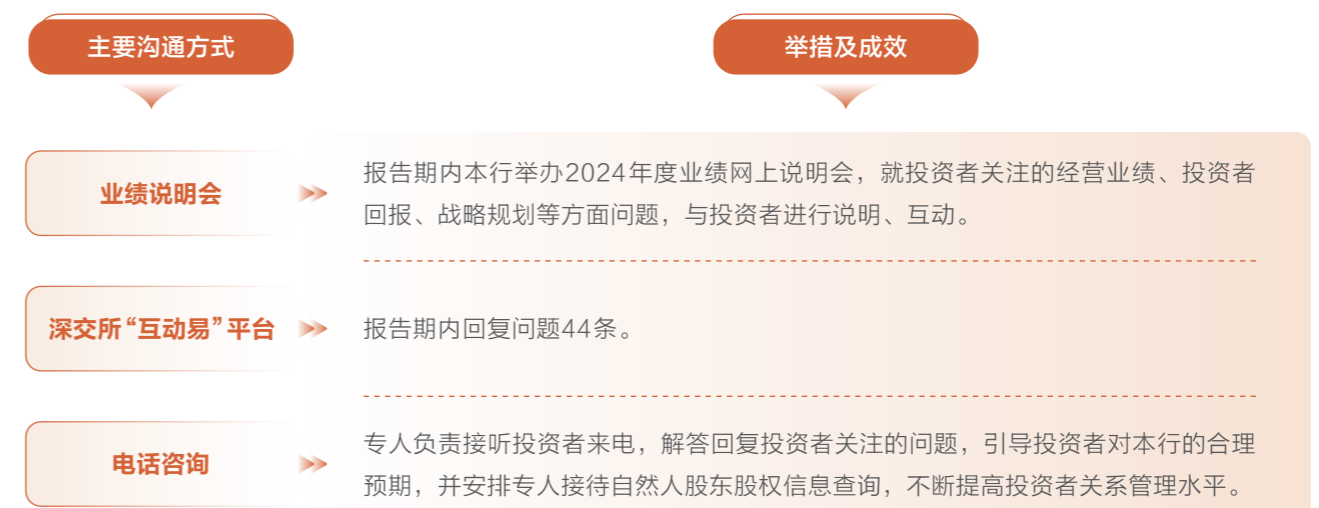 主要沟通方式
举措及成效
业绩说明会
报告期内本行举办2024年度业绩网上说明会，就投资者关注的经营业绩、投资者
回报、战略规划等方面问题，与投资者进行说明、互动。
深交所“互动易”平台
报告期内回复问题44条。
电话咨询
专人负责接听投资者来电，解答回复投资者关注的问题，引导投资者对本行的合理
预期，并安排专人接待自然人股东股权信息查询，不断提高投资者关系管理水平。